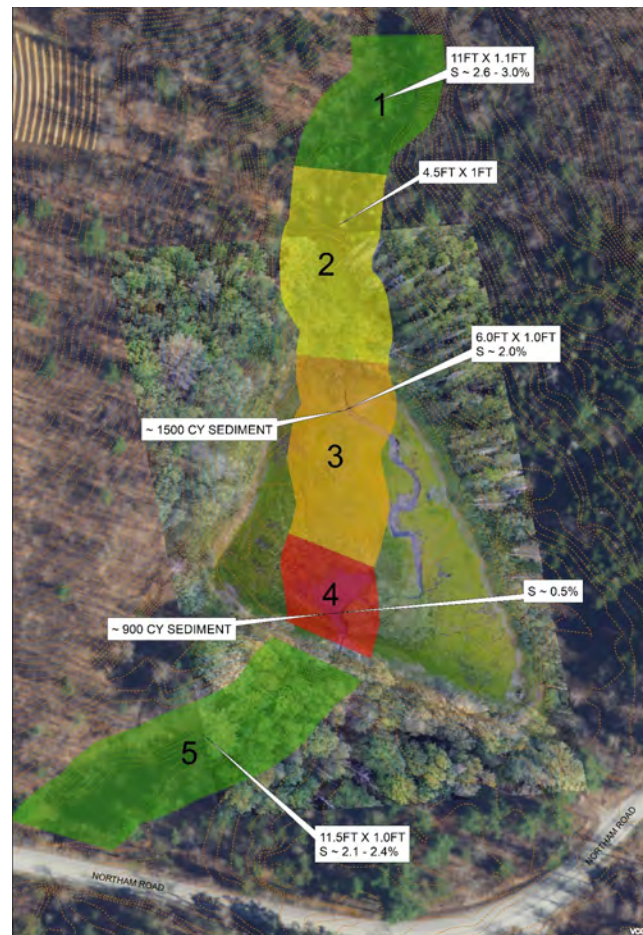 11FT X 1.1FT
S ~ 2.6 - 3.0%
1
4.5FT X 1FT
2
6.0FT X 1.0FT
S ~ 2.0%
~ 1500 CY SEDIMENT
3
4
S ~ 0.5%
~ 900 CY SEDIMENT
5
11.5FT X 1.0FT
S ~ 2.1 - 2.4%
NORTHAM ROAD
NORTHAM ROAD